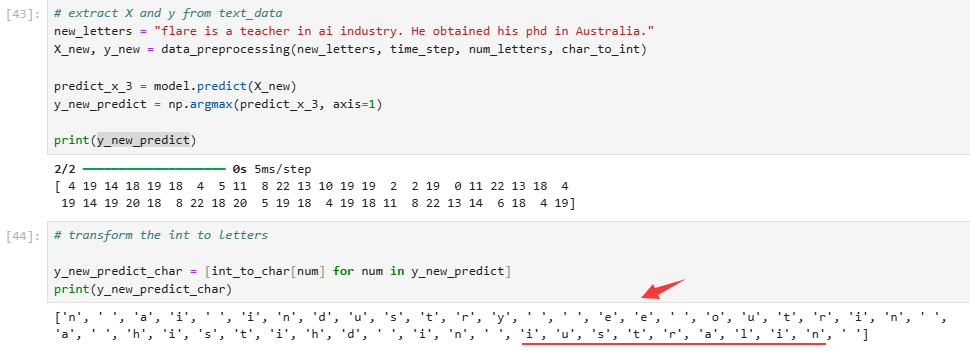 [43]: # extract X and y from text_data
new_letters = "flare is a teacher in ai industry. He obtained his phd in Australia."
X_new, y_new = data_preprocessing(new_letters, time_step, num_letters, char_to_int)
predict_x_3 = model.predict(X_new)
y_new_predict = np.argmax(predict_x_3, axis=1)
print(y_new_predict)
2/2 ━━━━━━━━━━━━━━━━━━━━ 0s 5ms/step
[ 4 19 14 18 19 18  4  5 11  8 22 13 10 19 19  2  2 19  0 11 22 13 18  4
 19 14 19 20 18  8 22 18 20  5 19 18  4 19 18 11  8 22 13 14  6 18  4 19]
[44]: # transform the int to letters
y_new_predict_char = [int_to_char[num] for num in y_new_predict]
print(y_new_predict_char)
['n', ' ', 'a', 'i', ' ', 'i', 'n', 'd', 'u', 's', 't', 'r', 'y', ' ', ' ', 'e', 'e', ' ', 'o', 'u', 't', 'r', 'i', 'n', ' ',
'a', ' ', 'h', 'i', 's', 't', 'i', 'h', 'd', ' ', 'i', 'n', ' ', 'i', 'u', 's', 't', 'r', 'a', 'l', 'i', 'n', ' ']